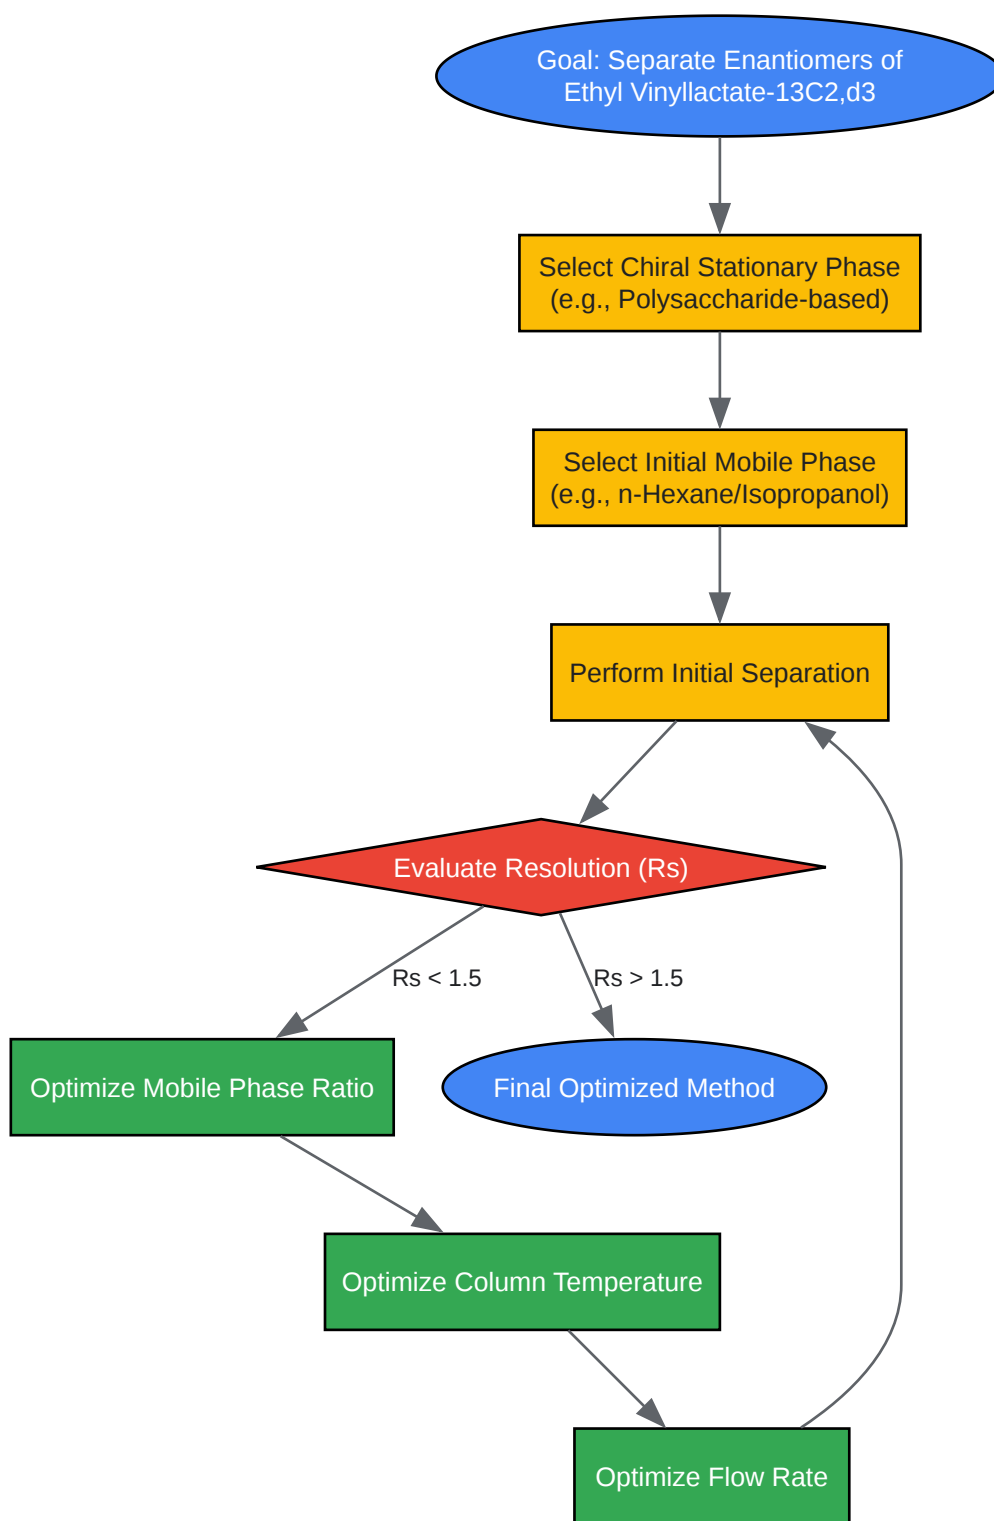 Goal: Separate Enantiomers of
Ethyl Vinyllactate-13C2,d3
Select Chiral Stationary Phase
(e.g., Polysaccharide-based)
Select Initial Mobile Phase
(e.g., n-Hexane/Isopropanol)
Perform Initial Separation
Evaluate Resolution (Rs)
Rs < 1.5
Rs > 1.5
Optimize Mobile Phase Ratio
Final Optimized Method
Optimize Column Temperature
Optimize Flow Rate